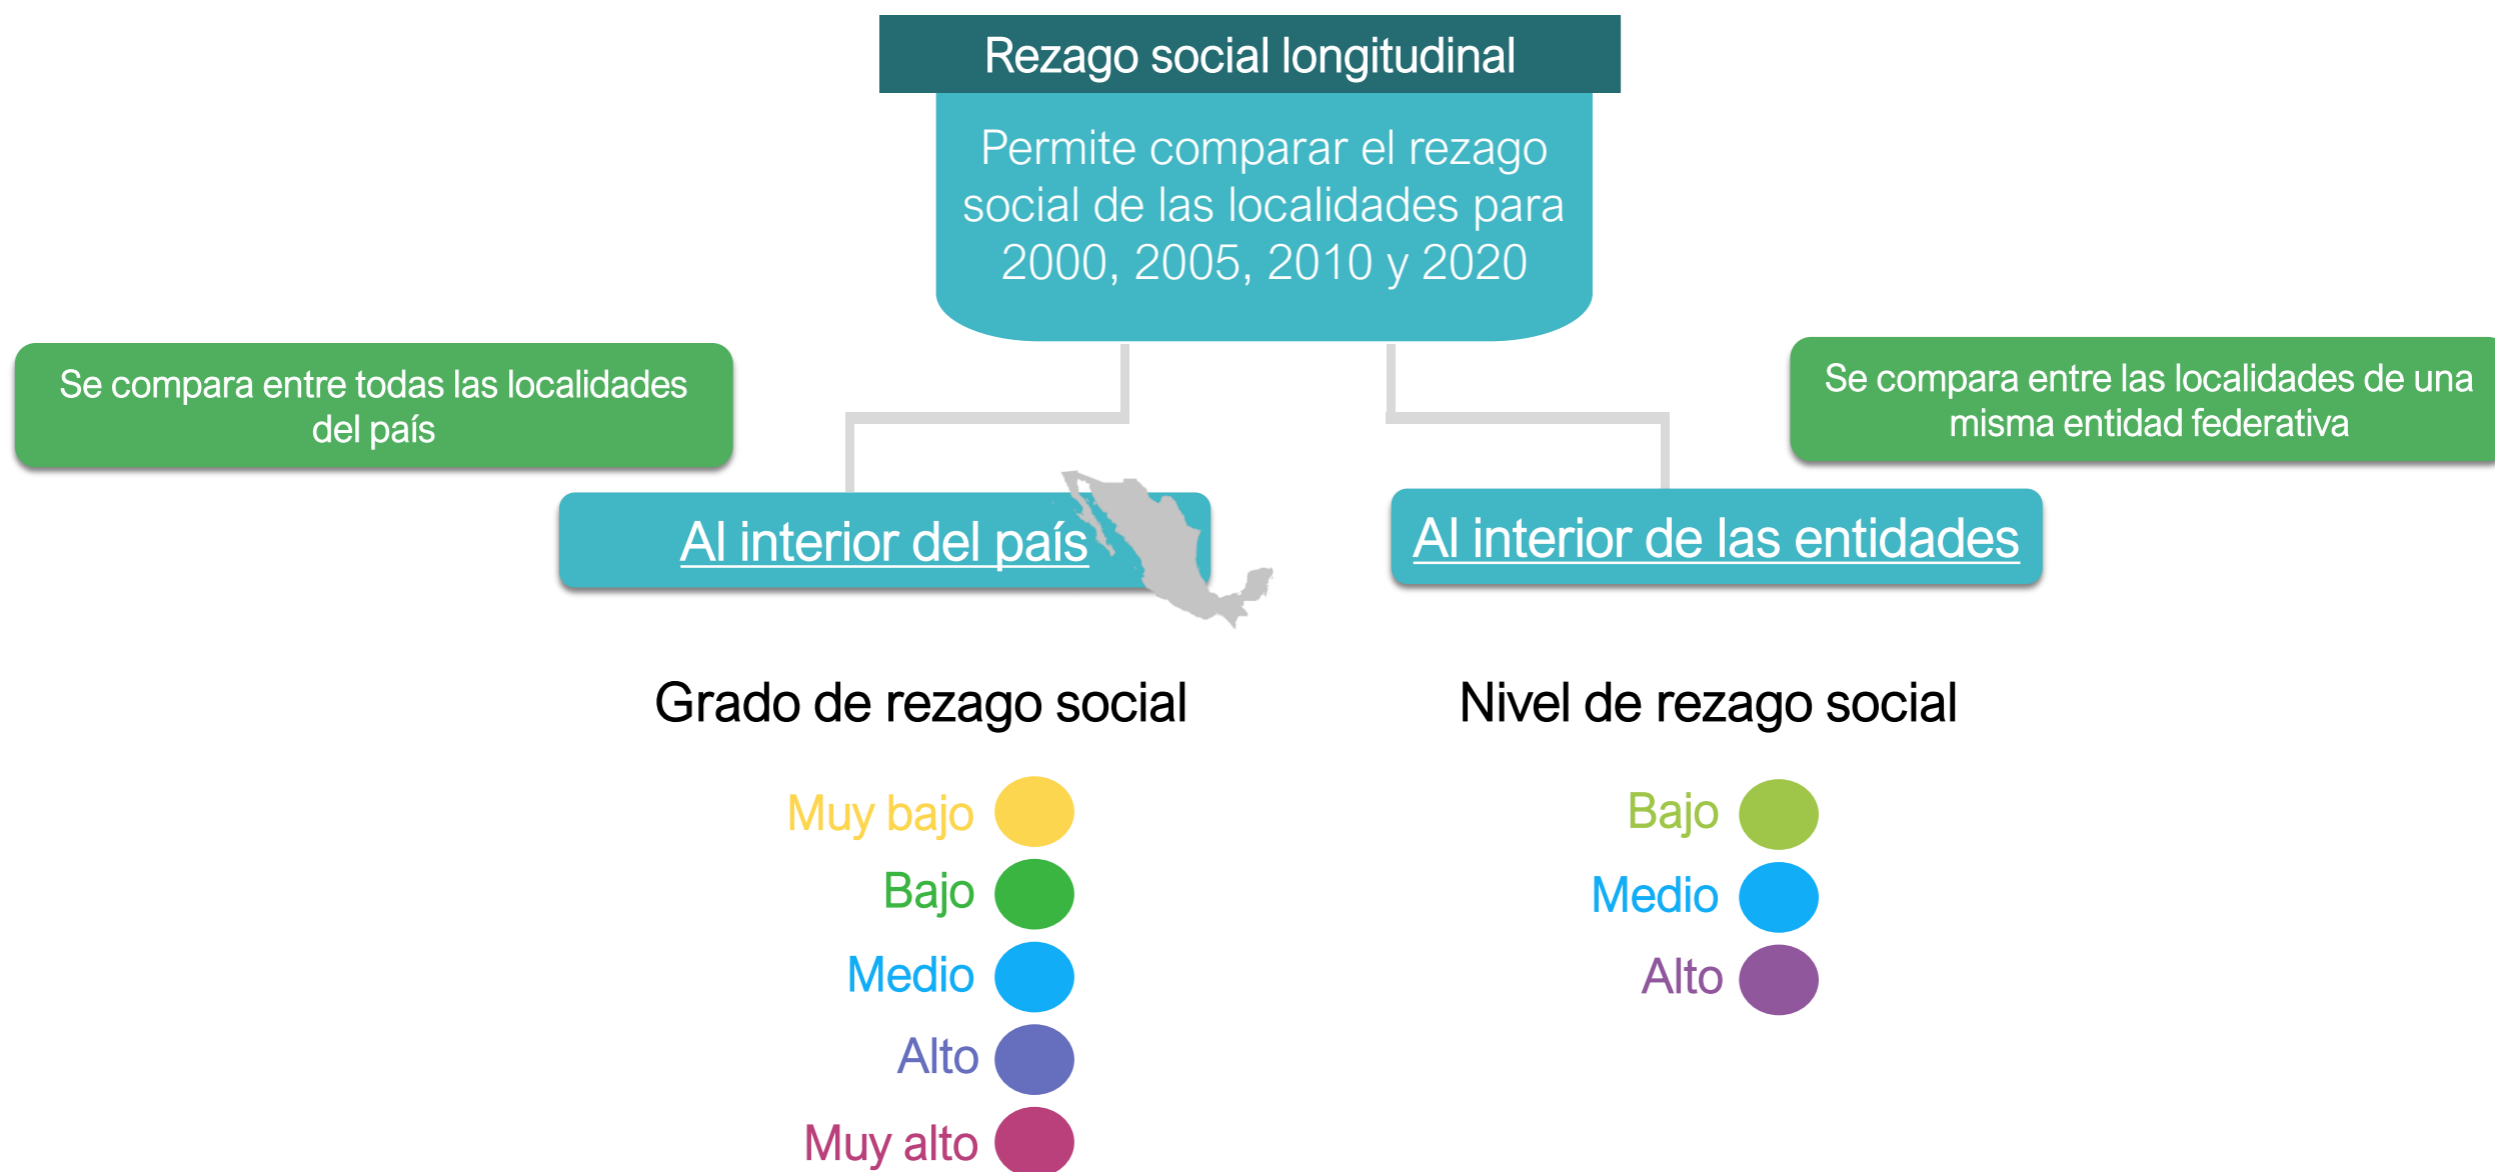 Rezago social longitudinal
Permite comparar el rezago
social de las localidades para
2000, 2005, 2010 y 2020
Se compara entre todas las localidades
del país
Se compara entre las localidades de una
misma entidad federativa
Al interior del país
Al interior de las entidades
Grado de rezago social
Muy bajo
Bajo
Medio
Alto
Muy alto
Nivel de rezago social
Bajo
Medio
Alto